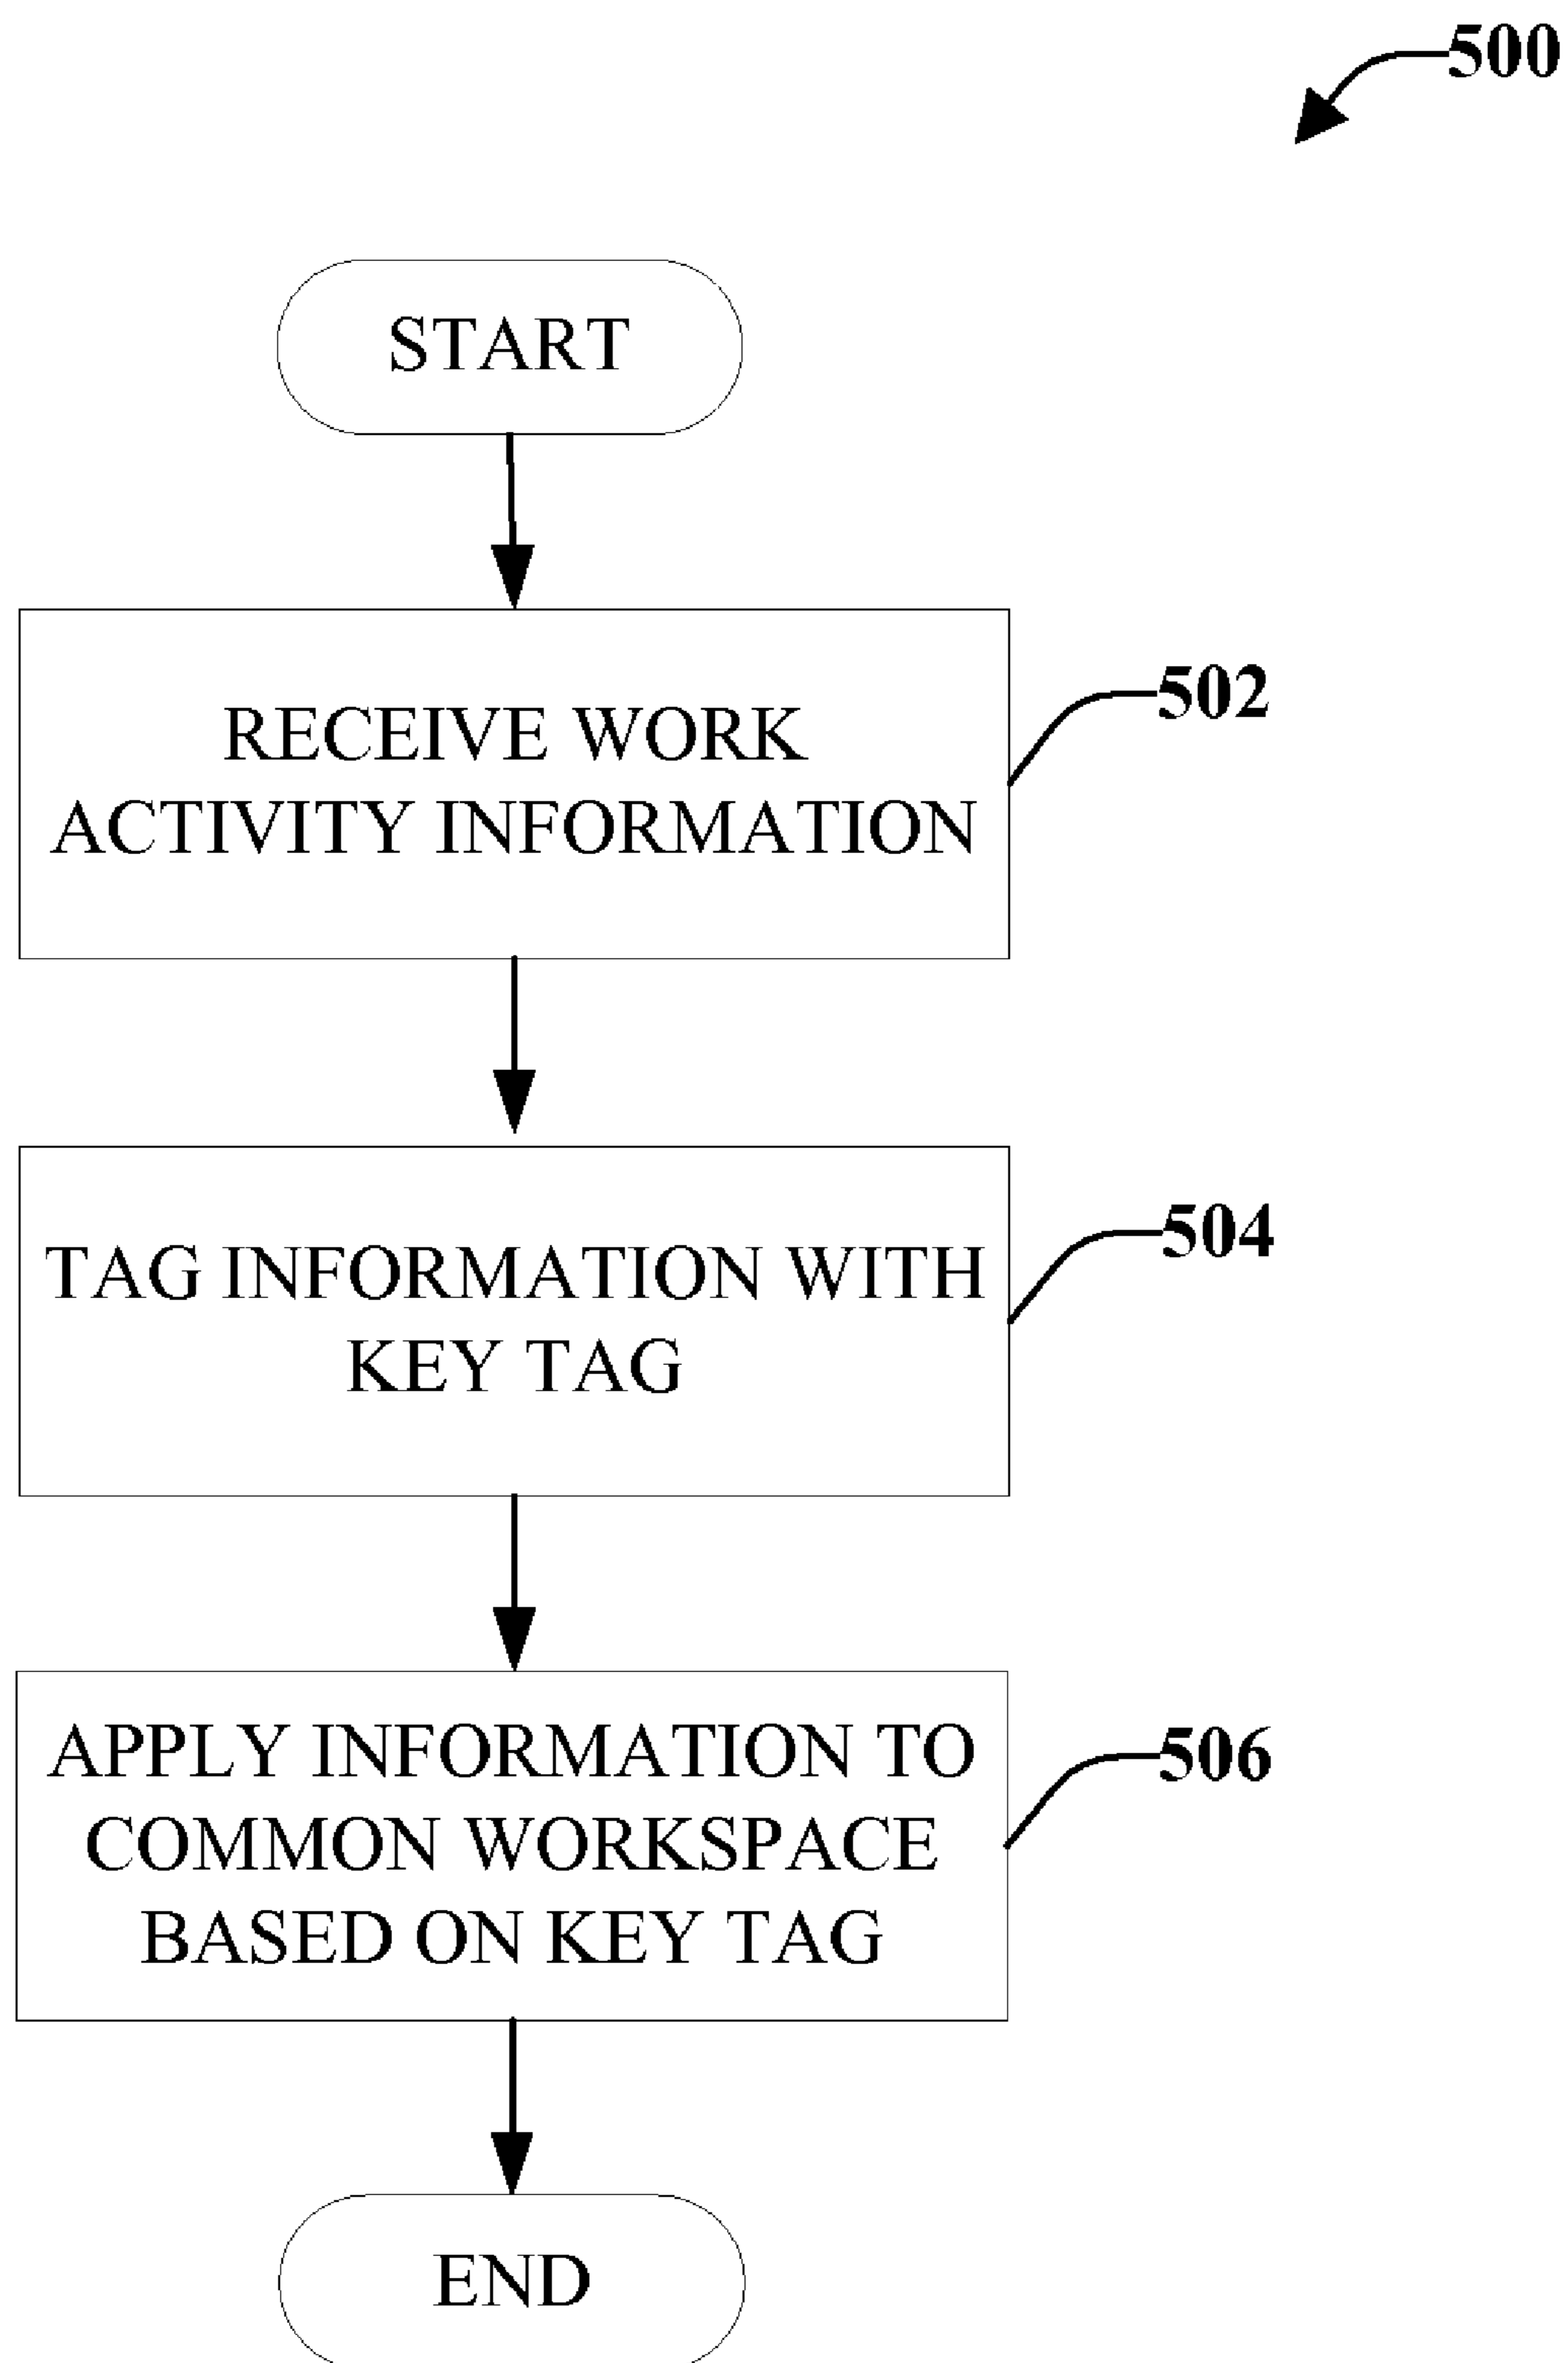 500
START
RECEIVE WORK
ACTIVITY INFORMATION
502
TAG INFORMATION WITH
KEY TAG
504
APPLY INFORMATION TO
COMMON WORKSPACE
BASED ON KEY TAG
506
END